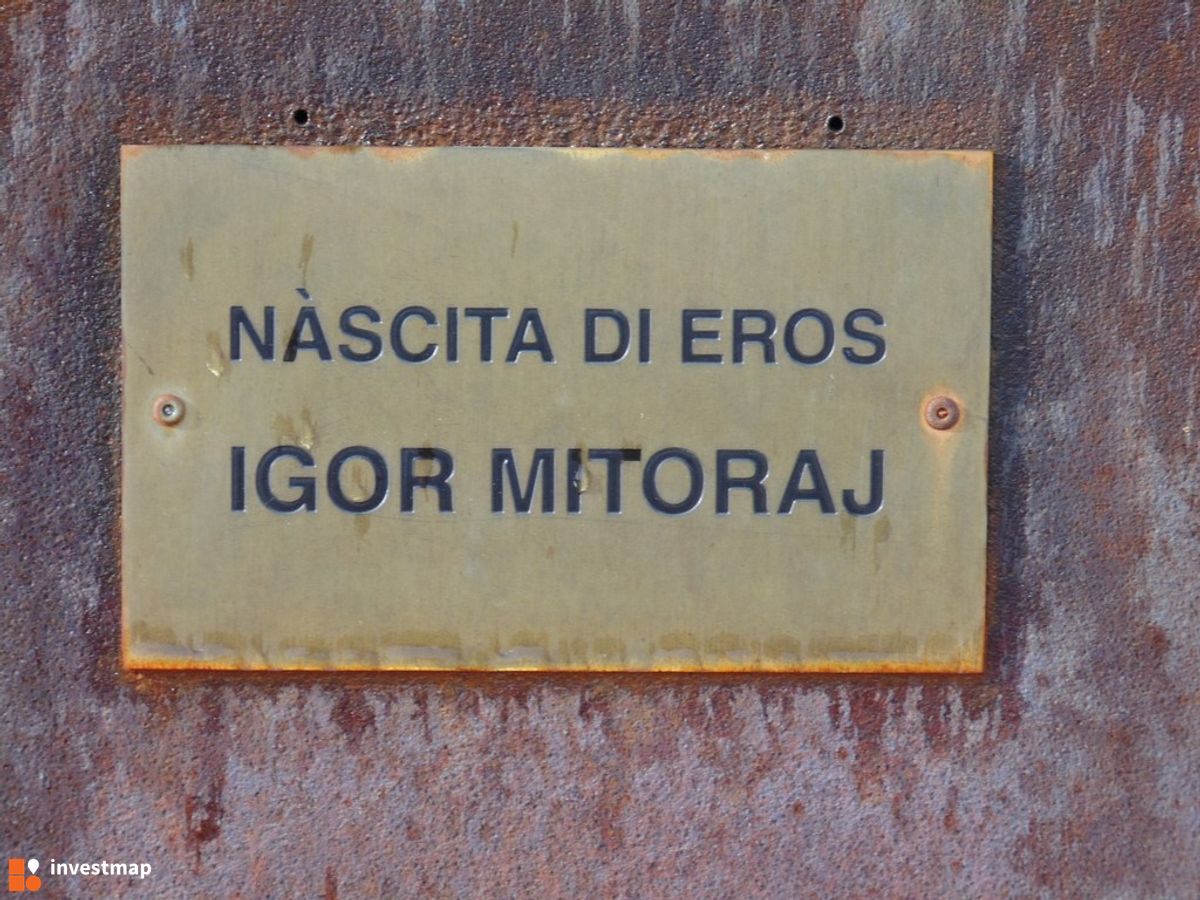 NÀSCITA DI EROS
IGOR MITORAJ
investmap